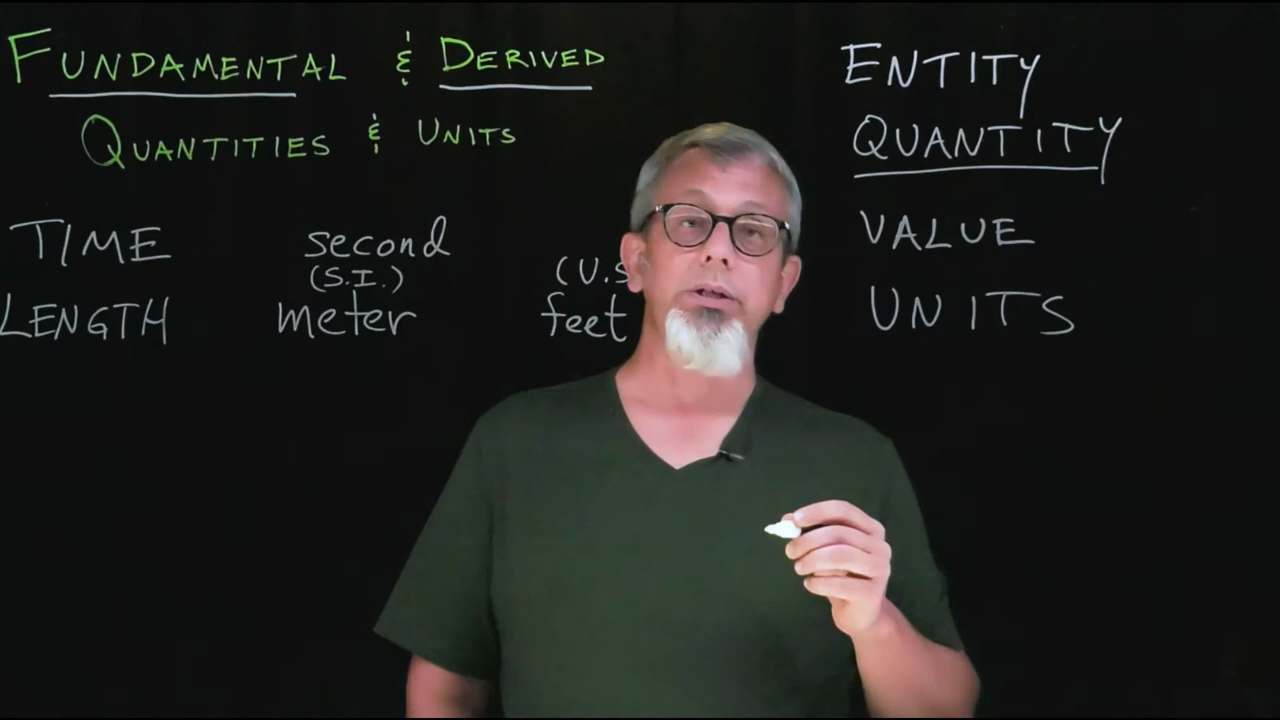 FUNDAMENTAL & DERIVED
QUANTITIES & UNITS
TIME second
(S.I.) (U.S
LENGTH meter feet
ENTITY
QUANTITY
VALUE
UNITS